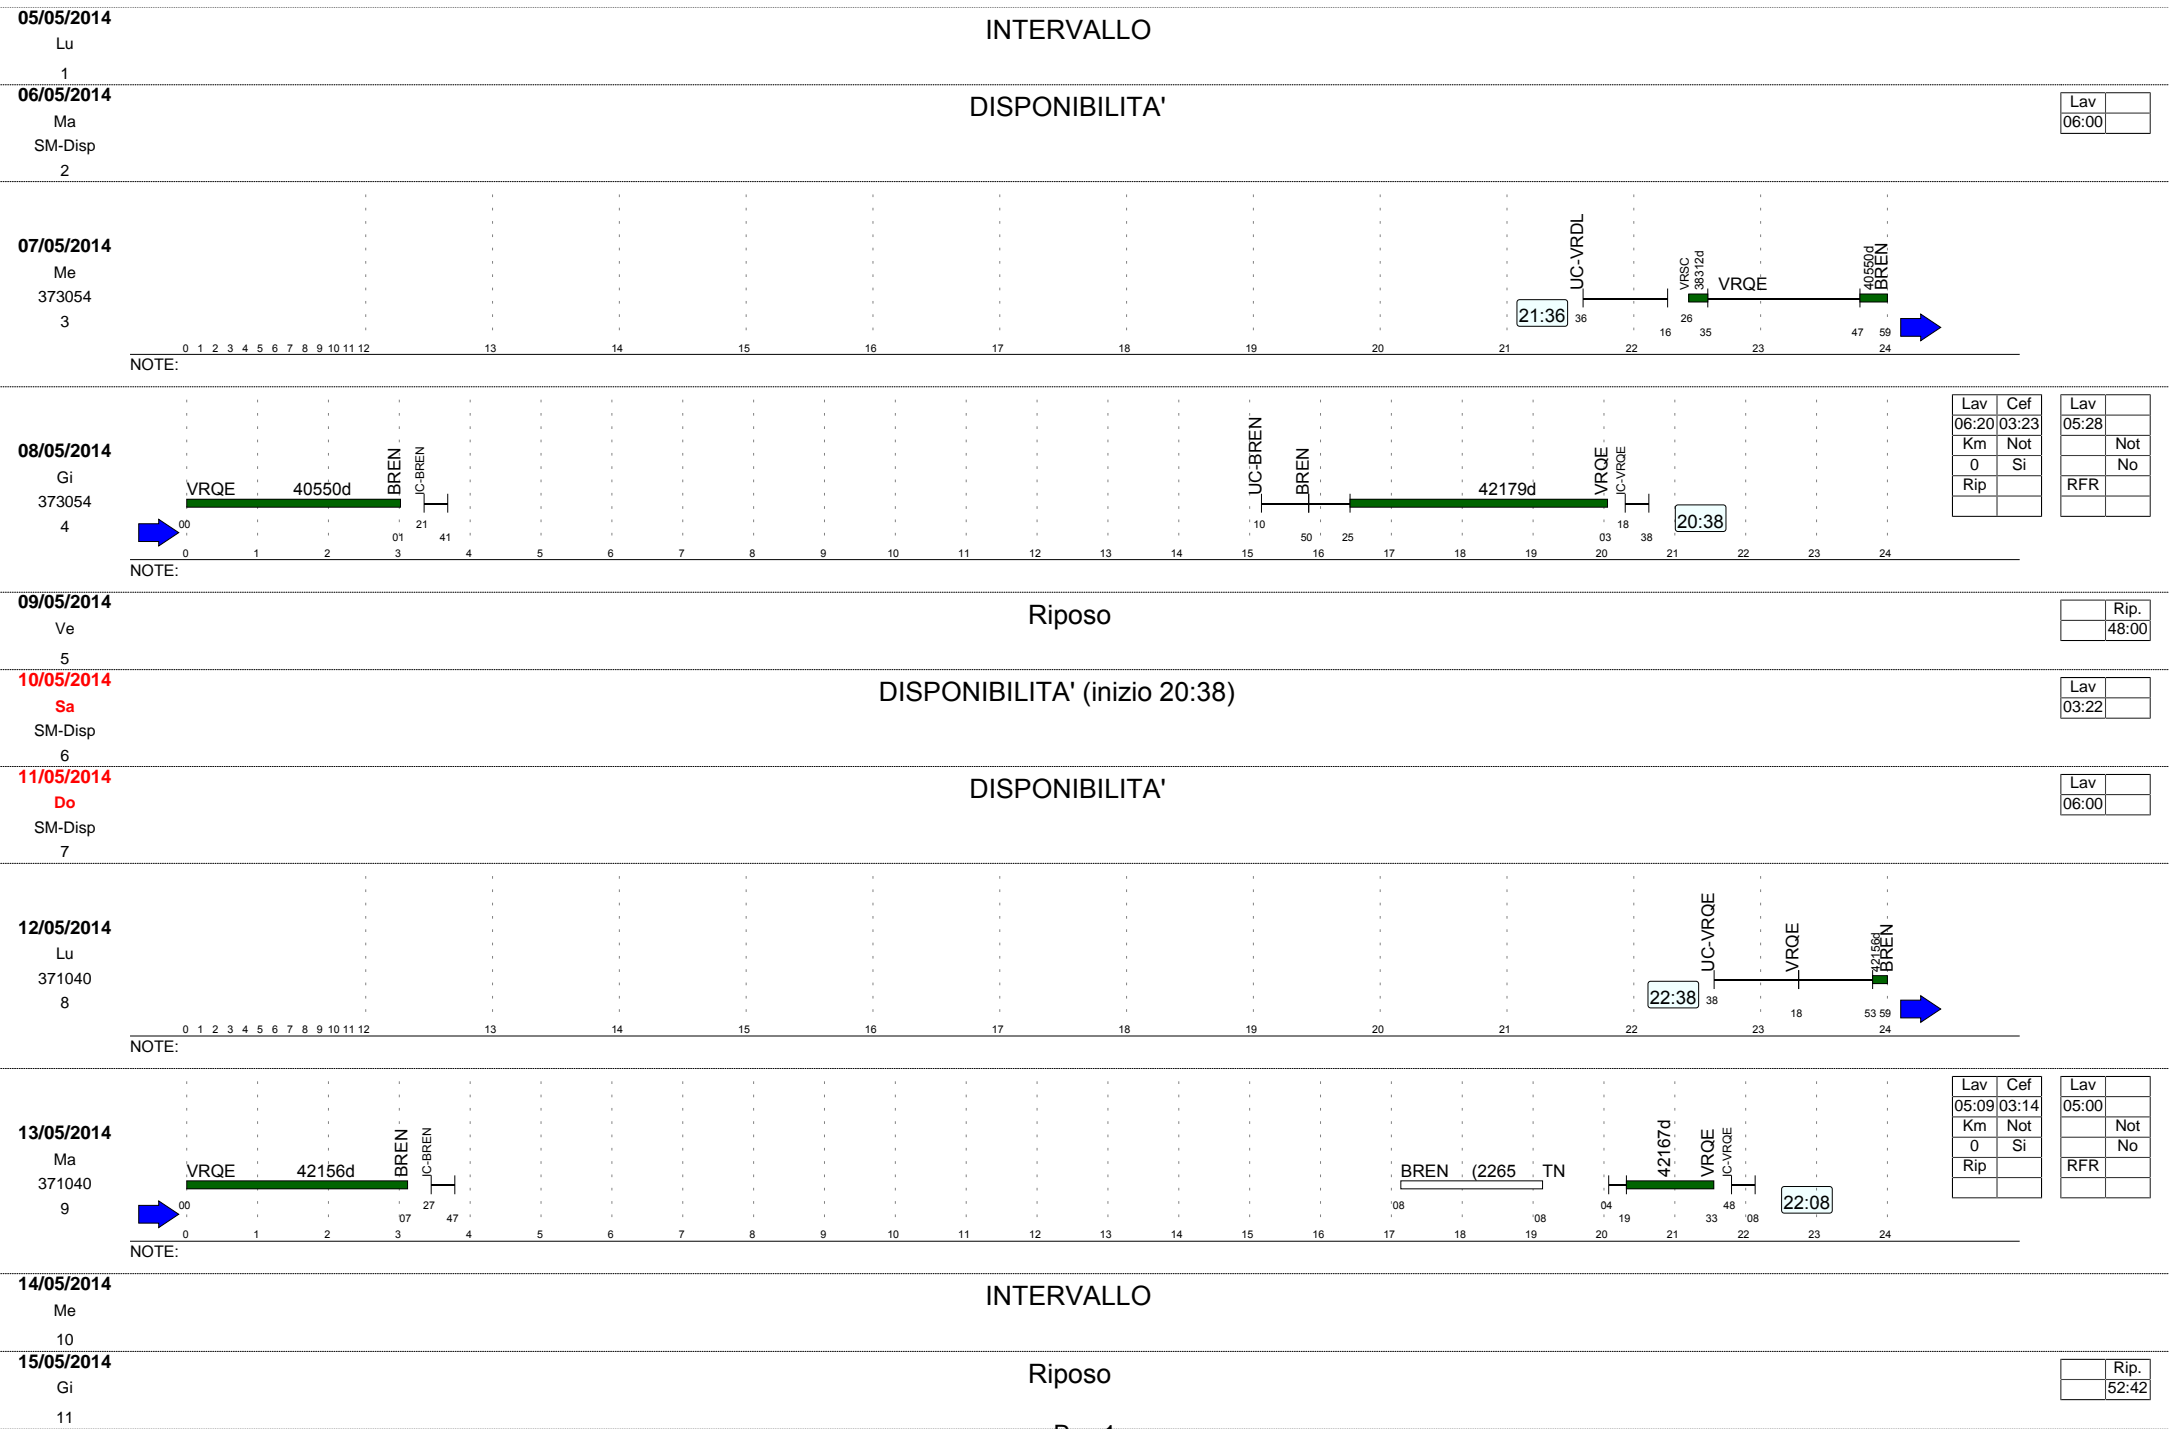 05/05/2014
Lu
1
INTERVALLO
06/05/2014
Ma
SM-Disp
2
DISPONIBILITA'
Lav
06:00
07/05/2014
Me
373054
3
21:36
UC-VRDL
VRSC
38312d
VRQE
40550d
BREN
36 16 26 35 47 59
0 1 2 3 4 5 6 7 8 9 10 11 12 13 14 15 16 17 18 19 20 21 22 23 24
NOTE:
08/05/2014
Gi
373054
4
VRQE 40550d BREN
UC-BREN BREN 42179d VRQE
20:38
00 01 21 41 10 50 25 03 18 38
0 1 2 3 4 5 6 7 8 9 10 11 12 13 14 15 16 17 18 19 20 21 22 23 24
NOTE:
Lav Cef Lav
06:20 03:23 05:28
Km Not Not
0 Si No
Rip RFR
09/05/2014
Ve
5
Riposo
Rip.
48:00
10/05/2014
Sa
SM-Disp
6
DISPONIBILITA' (inizio 20:38)
Lav
03:22
11/05/2014
Do
SM-Disp
7
DISPONIBILITA'
Lav
06:00
12/05/2014
Lu
371040
8
22:38
UC-VRQE
VRQE
42156d
BREN
38 18 53 59
0 1 2 3 4 5 6 7 8 9 10 11 12 13 14 15 16 17 18 19 20 21 22 23 24
NOTE:
13/05/2014
Ma
371040
9
VRQE 42156d BREN
BREN (2265 TN
42167d VRQE
22:08
00 07 27 47 08 08 04 19 33 48 08
0 1 2 3 4 5 6 7 8 9 10 11 12 13 14 15 16 17 18 19 20 21 22 23 24
NOTE:
Lav Cef Lav
05:09 03:14 05:00
Km Not Not
0 Si No
Rip RFR
14/05/2014
Me
10
INTERVALLO
15/05/2014
Gi
11
Riposo
Rip.
52:42